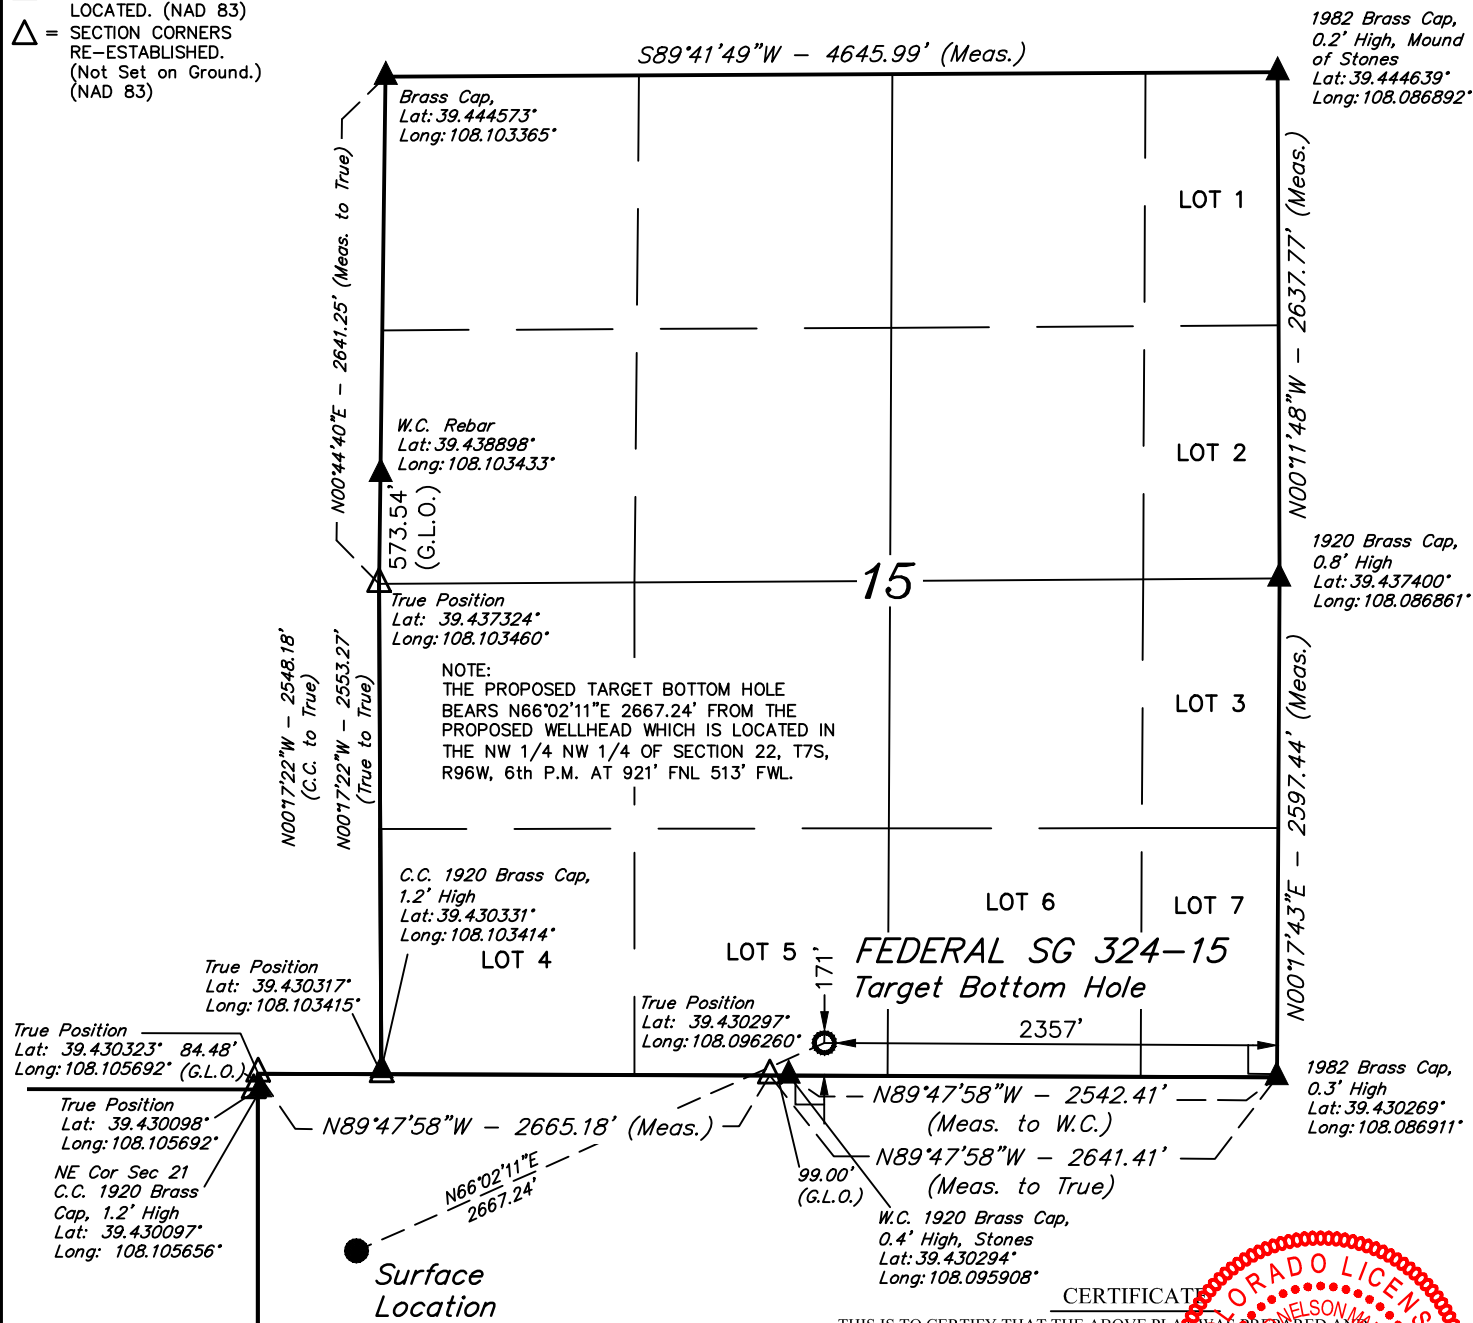 LOCATED. (NAD 83)
△ = SECTION CORNERS
RE-ESTABLISHED.
(Not Set on Ground.)
(NAD 83)
S89°41'49"W - 4645.99' (Meas.)
1982 Brass Cap,
0.2' High, Mound
of Stones
Lat: 39.444639°
Long: 108.086892°
Brass Cap,
Lat: 39.444573°
Long: 108.103365°
N00°44'40"E - 2641.25' (Meas. to True)
N00°11'48"W - 2637.77' (Meas.)
LOT 1
W.C. Rebar
Lat: 39.438898°
Long: 108.103433°
LOT 2
573.54'
(G.L.O.)
1920 Brass Cap,
0.8' High
Lat: 39.437400°
Long: 108.086861°
15
True Position
Lat: 39.437324°
Long: 108.103460°
N00°17'22"W - 2548.18'
(C.C. to True)
N00°17'22"W - 2553.27'
(True to True)
NOTE:
THE PROPOSED TARGET BOTTOM HOLE
BEARS N66°02'11"E 2667.24' FROM THE
PROPOSED WELLHEAD WHICH IS LOCATED IN
THE NW 1/4 NW 1/4 OF SECTION 22, T7S,
R96W, 6th P.M. AT 921' FNL 513' FWL.
LOT 3
N00°17'43"E - 2597.44' (Meas.)
C.C. 1920 Brass Cap,
1.2' High
Lat: 39.430331°
Long: 108.103414°
LOT 4
LOT 5
LOT 6
LOT 7
171'
FEDERAL SG 324-15
Target Bottom Hole
True Position
Lat: 39.430317°
Long: 108.103415°
True Position
Lat: 39.430297°
Long: 108.096260°
2357'
True Position
Lat: 39.430323°
Long: 108.105692°
84.48'
(G.L.O.)
1982 Brass Cap,
0.3' High
Lat: 39.430269°
Long: 108.086911°
True Position
Lat: 39.430098°
Long: 108.105692°
N89°47'58"W - 2665.18' (Meas.)
N89°47'58"W - 2542.41'
(Meas. to W.C.)
N89°47'58"W - 2641.41'
(Meas. to True)
NE Cor Sec 21
C.C. 1920 Brass
Cap, 1.2' High
Lat: 39.430097°
Long: 108.105656°
N66°02'11"E
2667.24'
99.00'
(G.L.O.)
W.C. 1920 Brass Cap,
0.4' High, Stones
Lat: 39.430294°
Long: 108.095908°
Surface
Location
CERTIFICATE
THIS IS TO CERTIFY THAT THE ABOVE PLAT WAS PREPARED
LORADO LICENS
NELSON MA